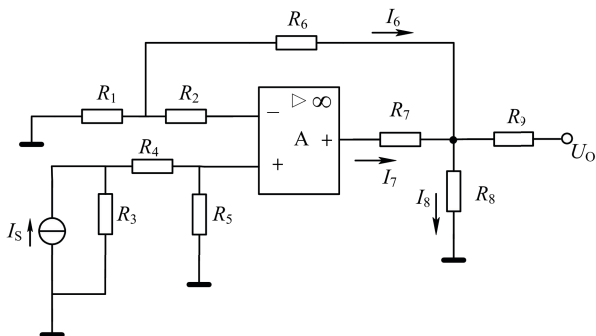 R6
I6
R1
R2
▷ ∞
−
A +
+
R7
R9
UO
I7
R4
R3
R5
IS
I8
R8